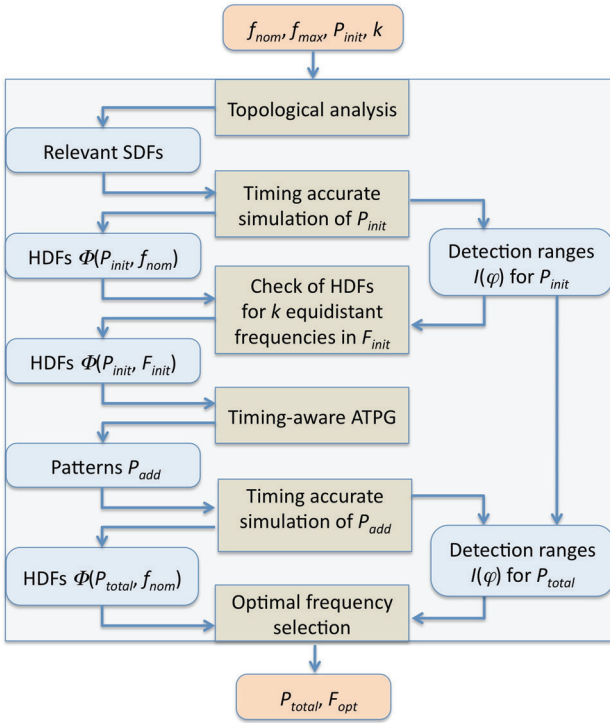 f_nom, f_max, P_init, k
Topological analysis
Relevant SDFs
Timing accurate
simulation of P_init
HDFs Φ(P_init, f_nom)
Detection ranges
I(φ) for P_init
Check of HDFs
for k equidistant
frequencies in F_init
HDFs Φ(P_init, F_init)
Timing-aware ATPG
Patterns P_add
Timing accurate
simulation of P_add
HDFs Φ(P_total, f_nom)
Detection ranges
I(φ) for P_total
Optimal frequency
selection
P_total, F_opt